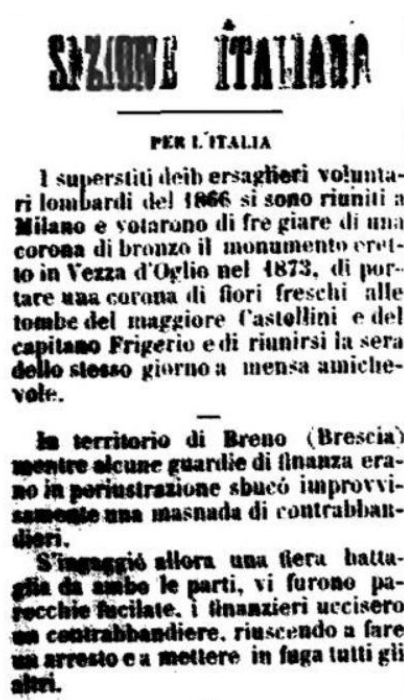 SEZIONE ITALIANA
PER L'ITALIA
I superstiti deib ersaglieri volunta-
ri lombardi del 1866 si sono riuniti a
Milano e votarono di fre giare di una
corona di bronzo il monumento eret-
to in Vezza d'Oglio nel 1873, di por-
tare una corona di fiori freschi alle
tombe del maggiore Castellini e del
capitano Frigerio e di riunirsi la sera
dello stesso giorno a mensa amiche-
vole.
In territorio di Breno (Brescia)
mentre alcune guardie di finanza era-
no in periustrazione sbucó improvvi-
samente una masnada di contrabban-
dieri.
S'ingaggió allora una fiera batta-
glia da ambo le parti, vi furono pa-
recchie fucilate, i finanzieri uccisero
un contrabbandiere, riuscendo a fare
un arresto e a mettere in fuga tutti gli
altri.